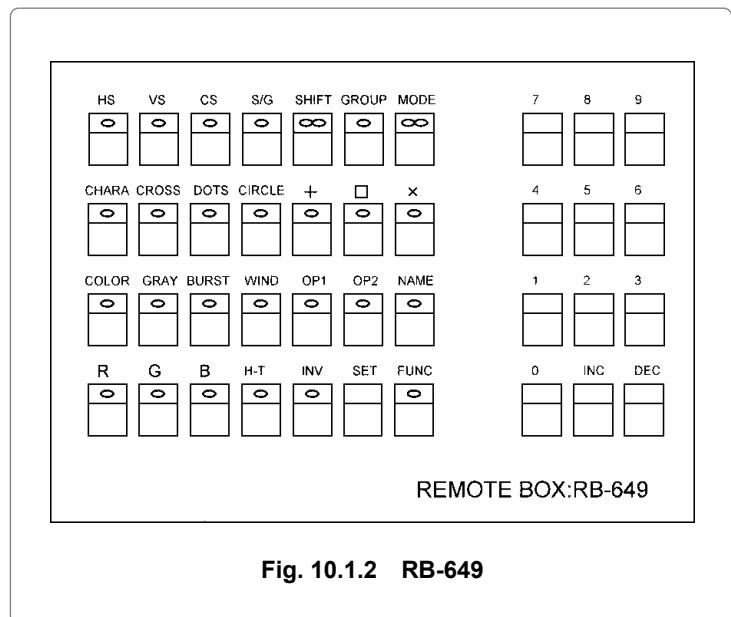 HS VS CS S/G SHIFT GROUP MODE 7 8 9
CHARA CROSS DOTS CIRCLE + □ × 4 5 6
COLOR GRAY BURST WIND OP1 OP2 NAME 1 2 3
R G B H-T INV SET FUNC 0 INC DEC
REMOTE BOX:RB-649
Fig. 10.1.2 RB-649